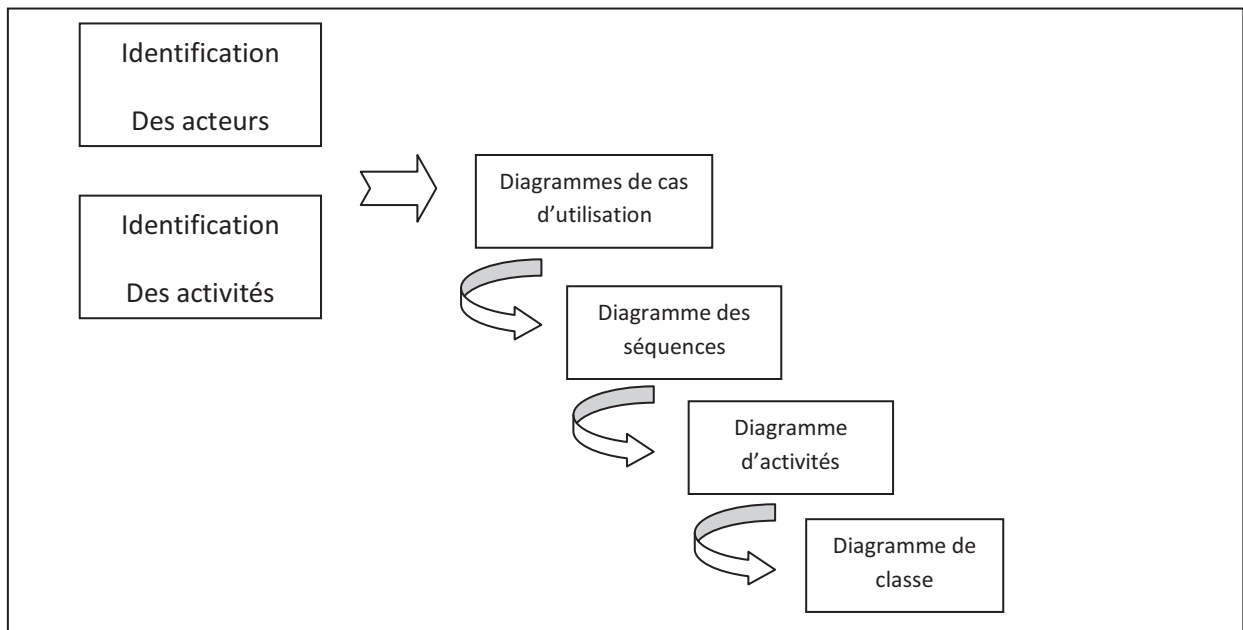 Identification
Des acteurs
Identification
Des activités
Diagrammes de cas
d’utilisation
Diagramme des
séquences
Diagramme
d’activités
Diagramme de
classe